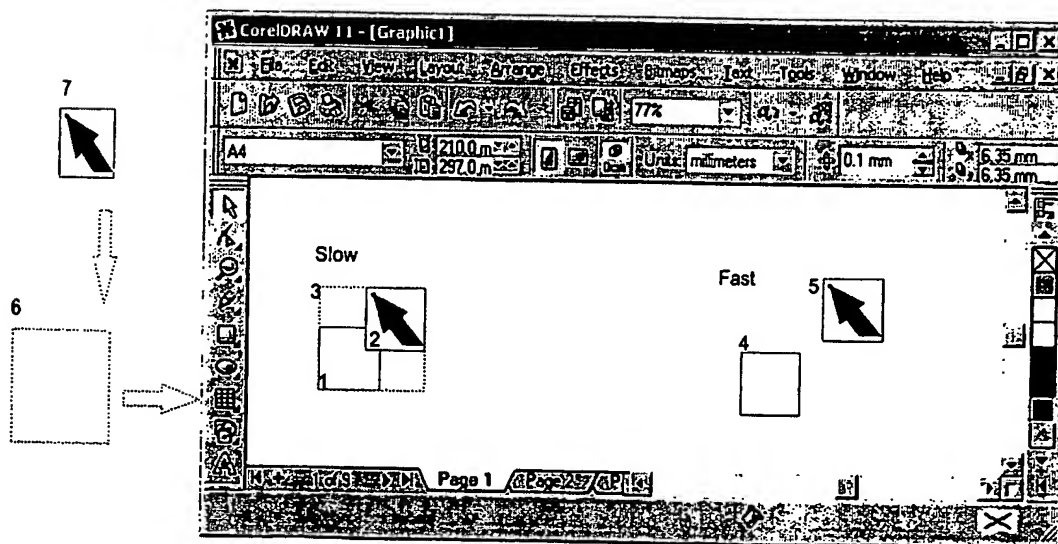 CorelDRAW 11 - [Graphic1]
File Edit View Layout Arrange Effects Bitmaps Text Tools Window Help
77%
A4
210.0 m
297.0 m
Units: millimeters
0.1 mm
6.35 mm
6.35 mm
7
Slow
Fast
3
5
6
2
4
1
Page 1
Page 2